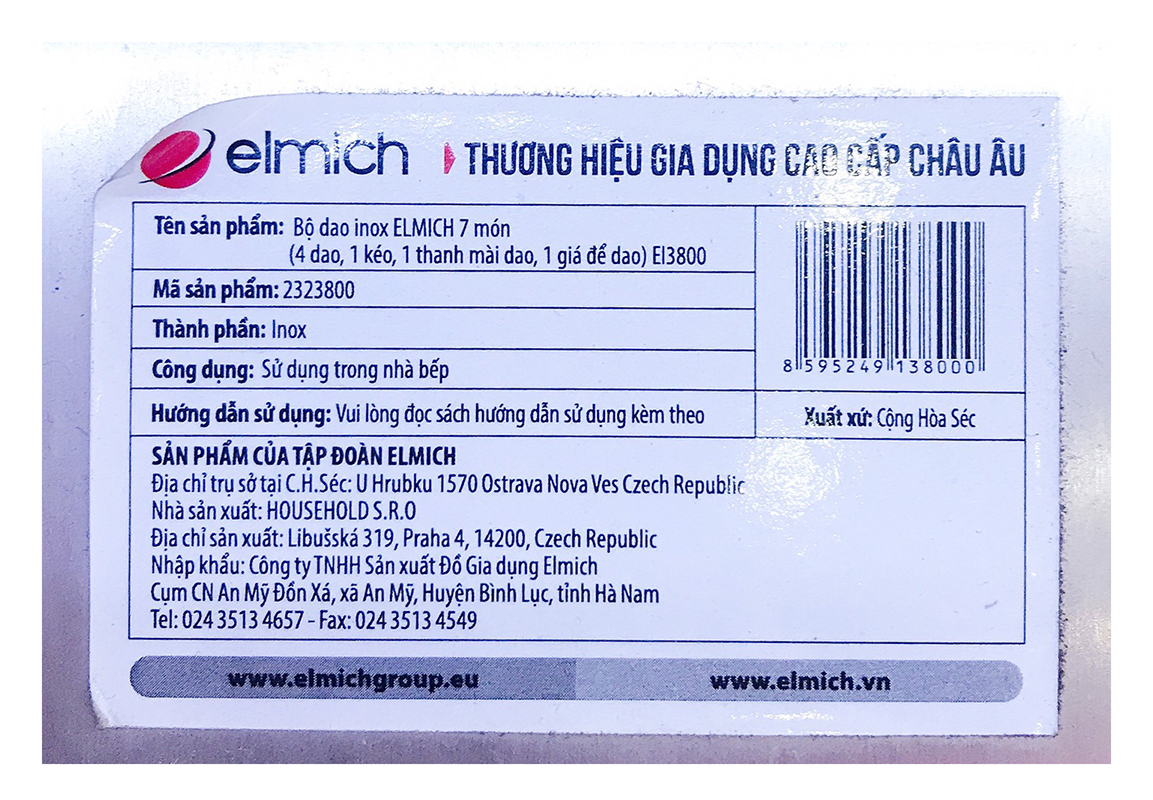 elmich THƯƠNG HIỆU GIA DỤNG CAO CẤP CHÂU ÂU
Tên sản phẩm: Bộ dao inox ELMICH 7 món
(4 dao, 1 kéo, 1 thanh mài dao, 1 giá để dao) El3800
Mã sản phẩm: 2323800
Thành phần: Inox
Công dụng: Sử dụng trong nhà bếp
8 595249 138000
Hướng dẫn sử dụng: Vui lòng đọc sách hướng dẫn sử dụng kèm theo
Xuất xứ: Cộng Hòa Séc
SẢN PHẨM CỦA TẬP ĐOÀN ELMICH
Địa chỉ trụ sở tại C.H.Séc: U Hrubku 1570 Ostrava Nova Ves Czech Republic
Nhà sản xuất: HOUSEHOLD S.R.O
Địa chỉ sản xuất: Libušská 319, Praha 4, 14200, Czech Republic
Nhập khẩu: Công ty TNHH Sản xuất Đồ Gia dụng Elmich
Cụm CN An Mỹ Đồn Xá, xã An Mỹ, Huyện Bình Lục, tỉnh Hà Nam
Tel: 024 3513 4657 - Fax: 024 3513 4549
www.elmichgroup.eu
www.elmich.vn